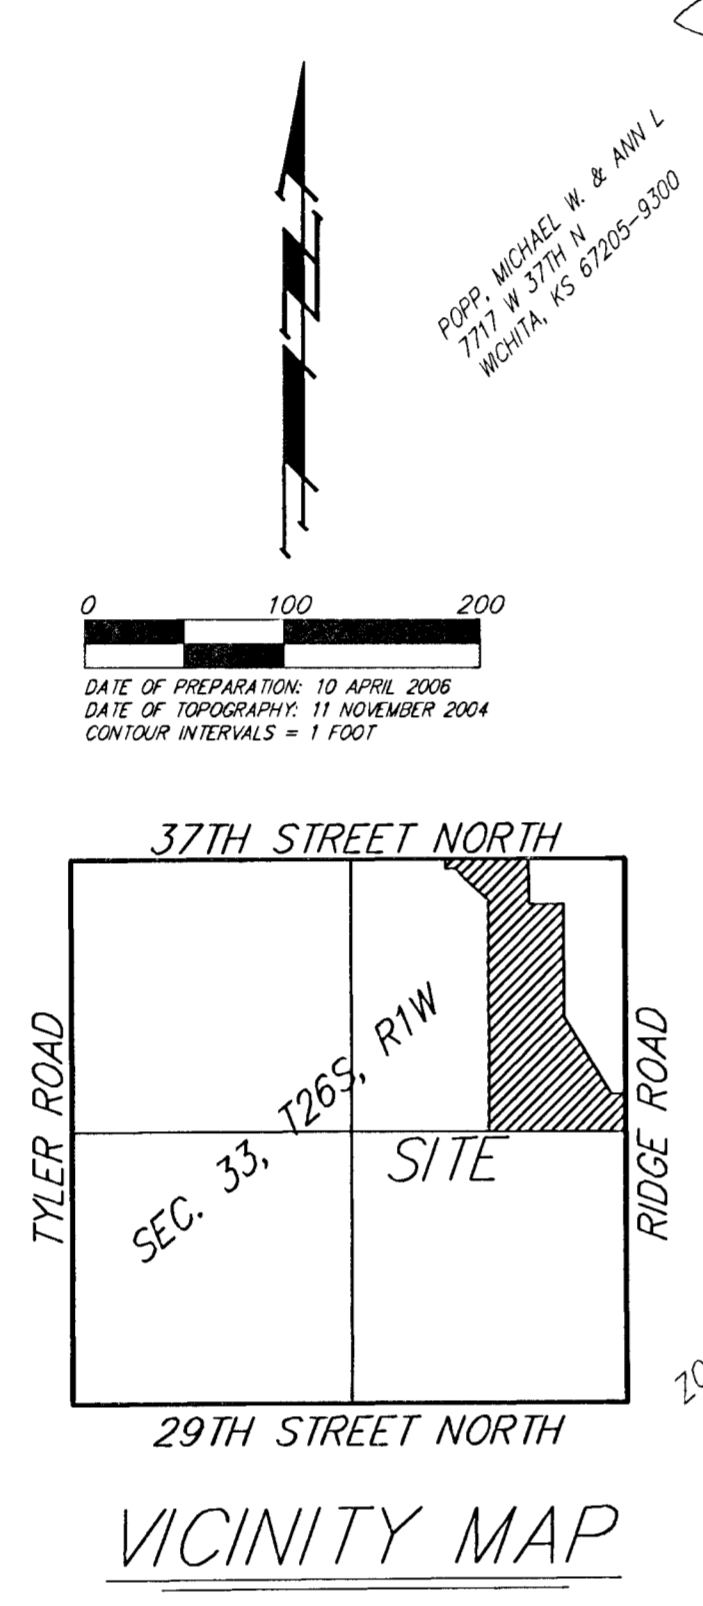 POPP, MICHAEL W. & ANN L
7717 W 37TH N
WICHITA, KS 67205-9300
0 100 200
DATE OF PREPARATION: 10 APRIL 2006
DATE OF TOPOGRAPHY: 11 NOVEMBER 2004
CONTOUR INTERVALS = 1 FOOT
37TH STREET NORTH
TYLER ROAD
SEC. 33, T26S, R1W
SITE
RIDGE ROAD
29TH STREET NORTH
VICINITY MAP